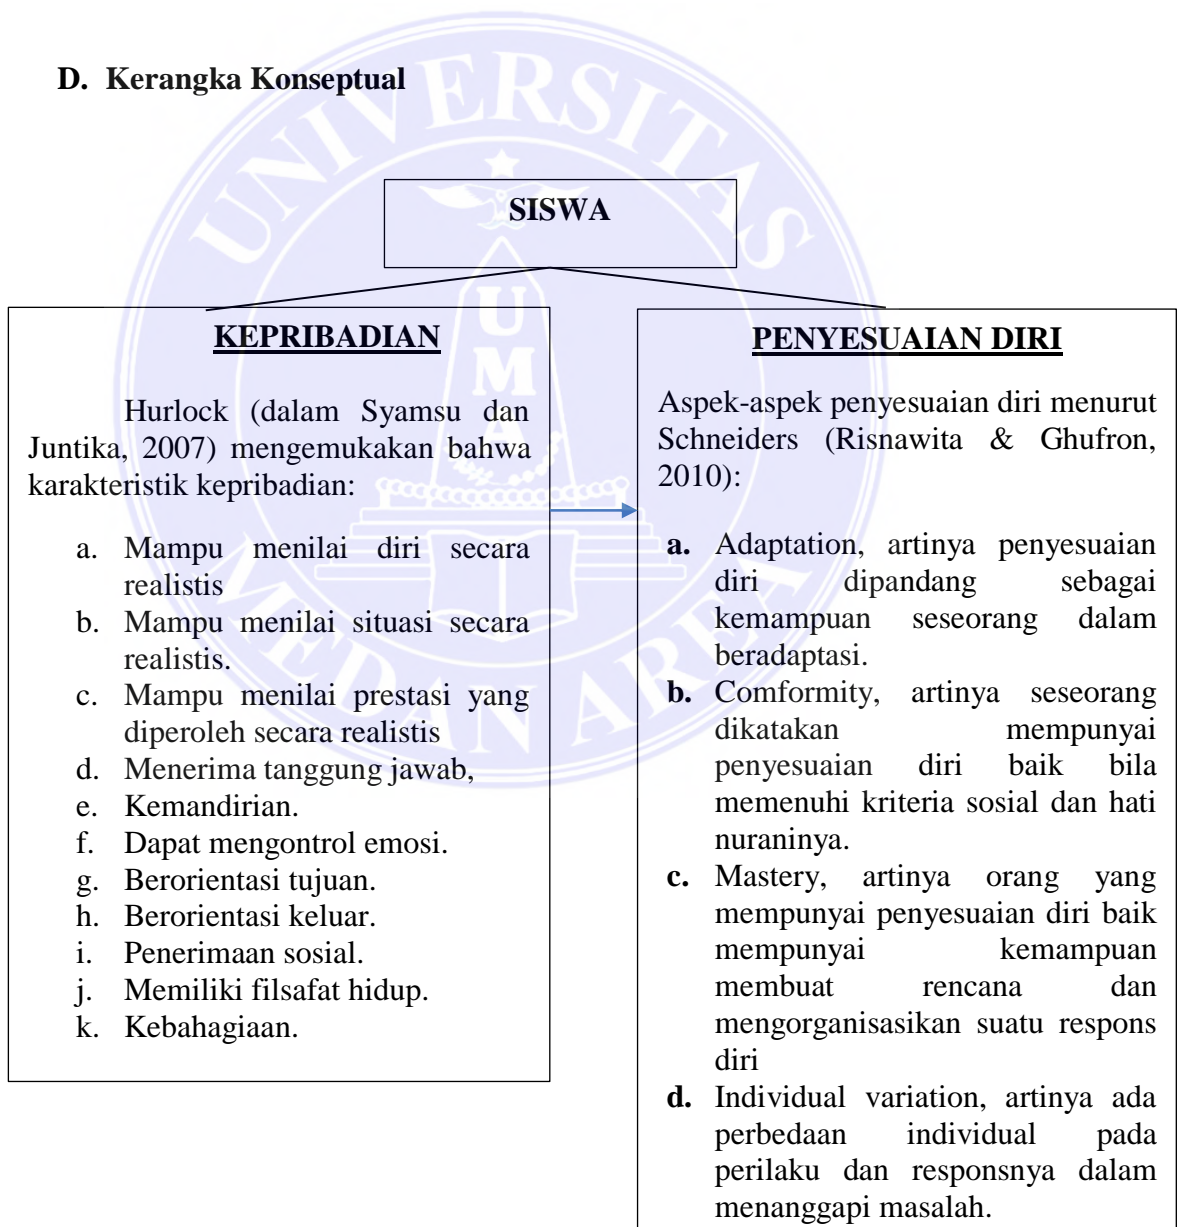 D. Kerangka Konseptual
SISWA
KEPRIBADIAN
Hurlock (dalam Syamsu dan
Juntika, 2007) mengemukakan bahwa
karakteristik kepribadian:
a. Mampu menilai diri secara
realistis
b. Mampu menilai situasi secara
realistis.
c. Mampu menilai prestasi yang
diperoleh secara realistis
d. Menerima tanggung jawab,
e. Kemandirian.
f. Dapat mengontrol emosi.
g. Berorientasi tujuan.
h. Berorientasi keluar.
i. Penerimaan sosial.
j. Memiliki filsafat hidup.
k. Kebahagiaan.
PENYESUAIAN DIRI
Aspek-aspek penyesuaian diri menurut
Schneiders (Risnawita & Ghufron,
2010):
a. Adaptation, artinya penyesuaian
diri dipandang sebagai
kemampuan seseorang dalam
beradaptasi.
b. Comformity, artinya seseorang
dikatakan mempunyai
penyesuaian diri baik bila
memenuhi kriteria sosial dan hati
nuraninya.
c. Mastery, artinya orang yang
mempunyai penyesuaian diri baik
mempunyai kemampuan
membuat rencana dan
mengorganisasikan suatu respons
diri
d. Individual variation, artinya ada
perbedaan individual pada
perilaku dan responsnya dalam
menanggapi masalah.
UNIVERSITAS
MEDAN AREA
UMA